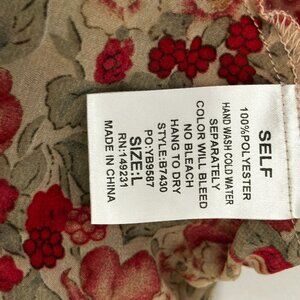 SELF
100%POLYESTER
HAND WASH COLD WATER
SEPARATELY
COLOR WILL BLEED
NO BLEACH
HANG TO DRY
STYLE:B7430
PO:YB9587
SIZE:L
RN:149231
MADE IN CHINA